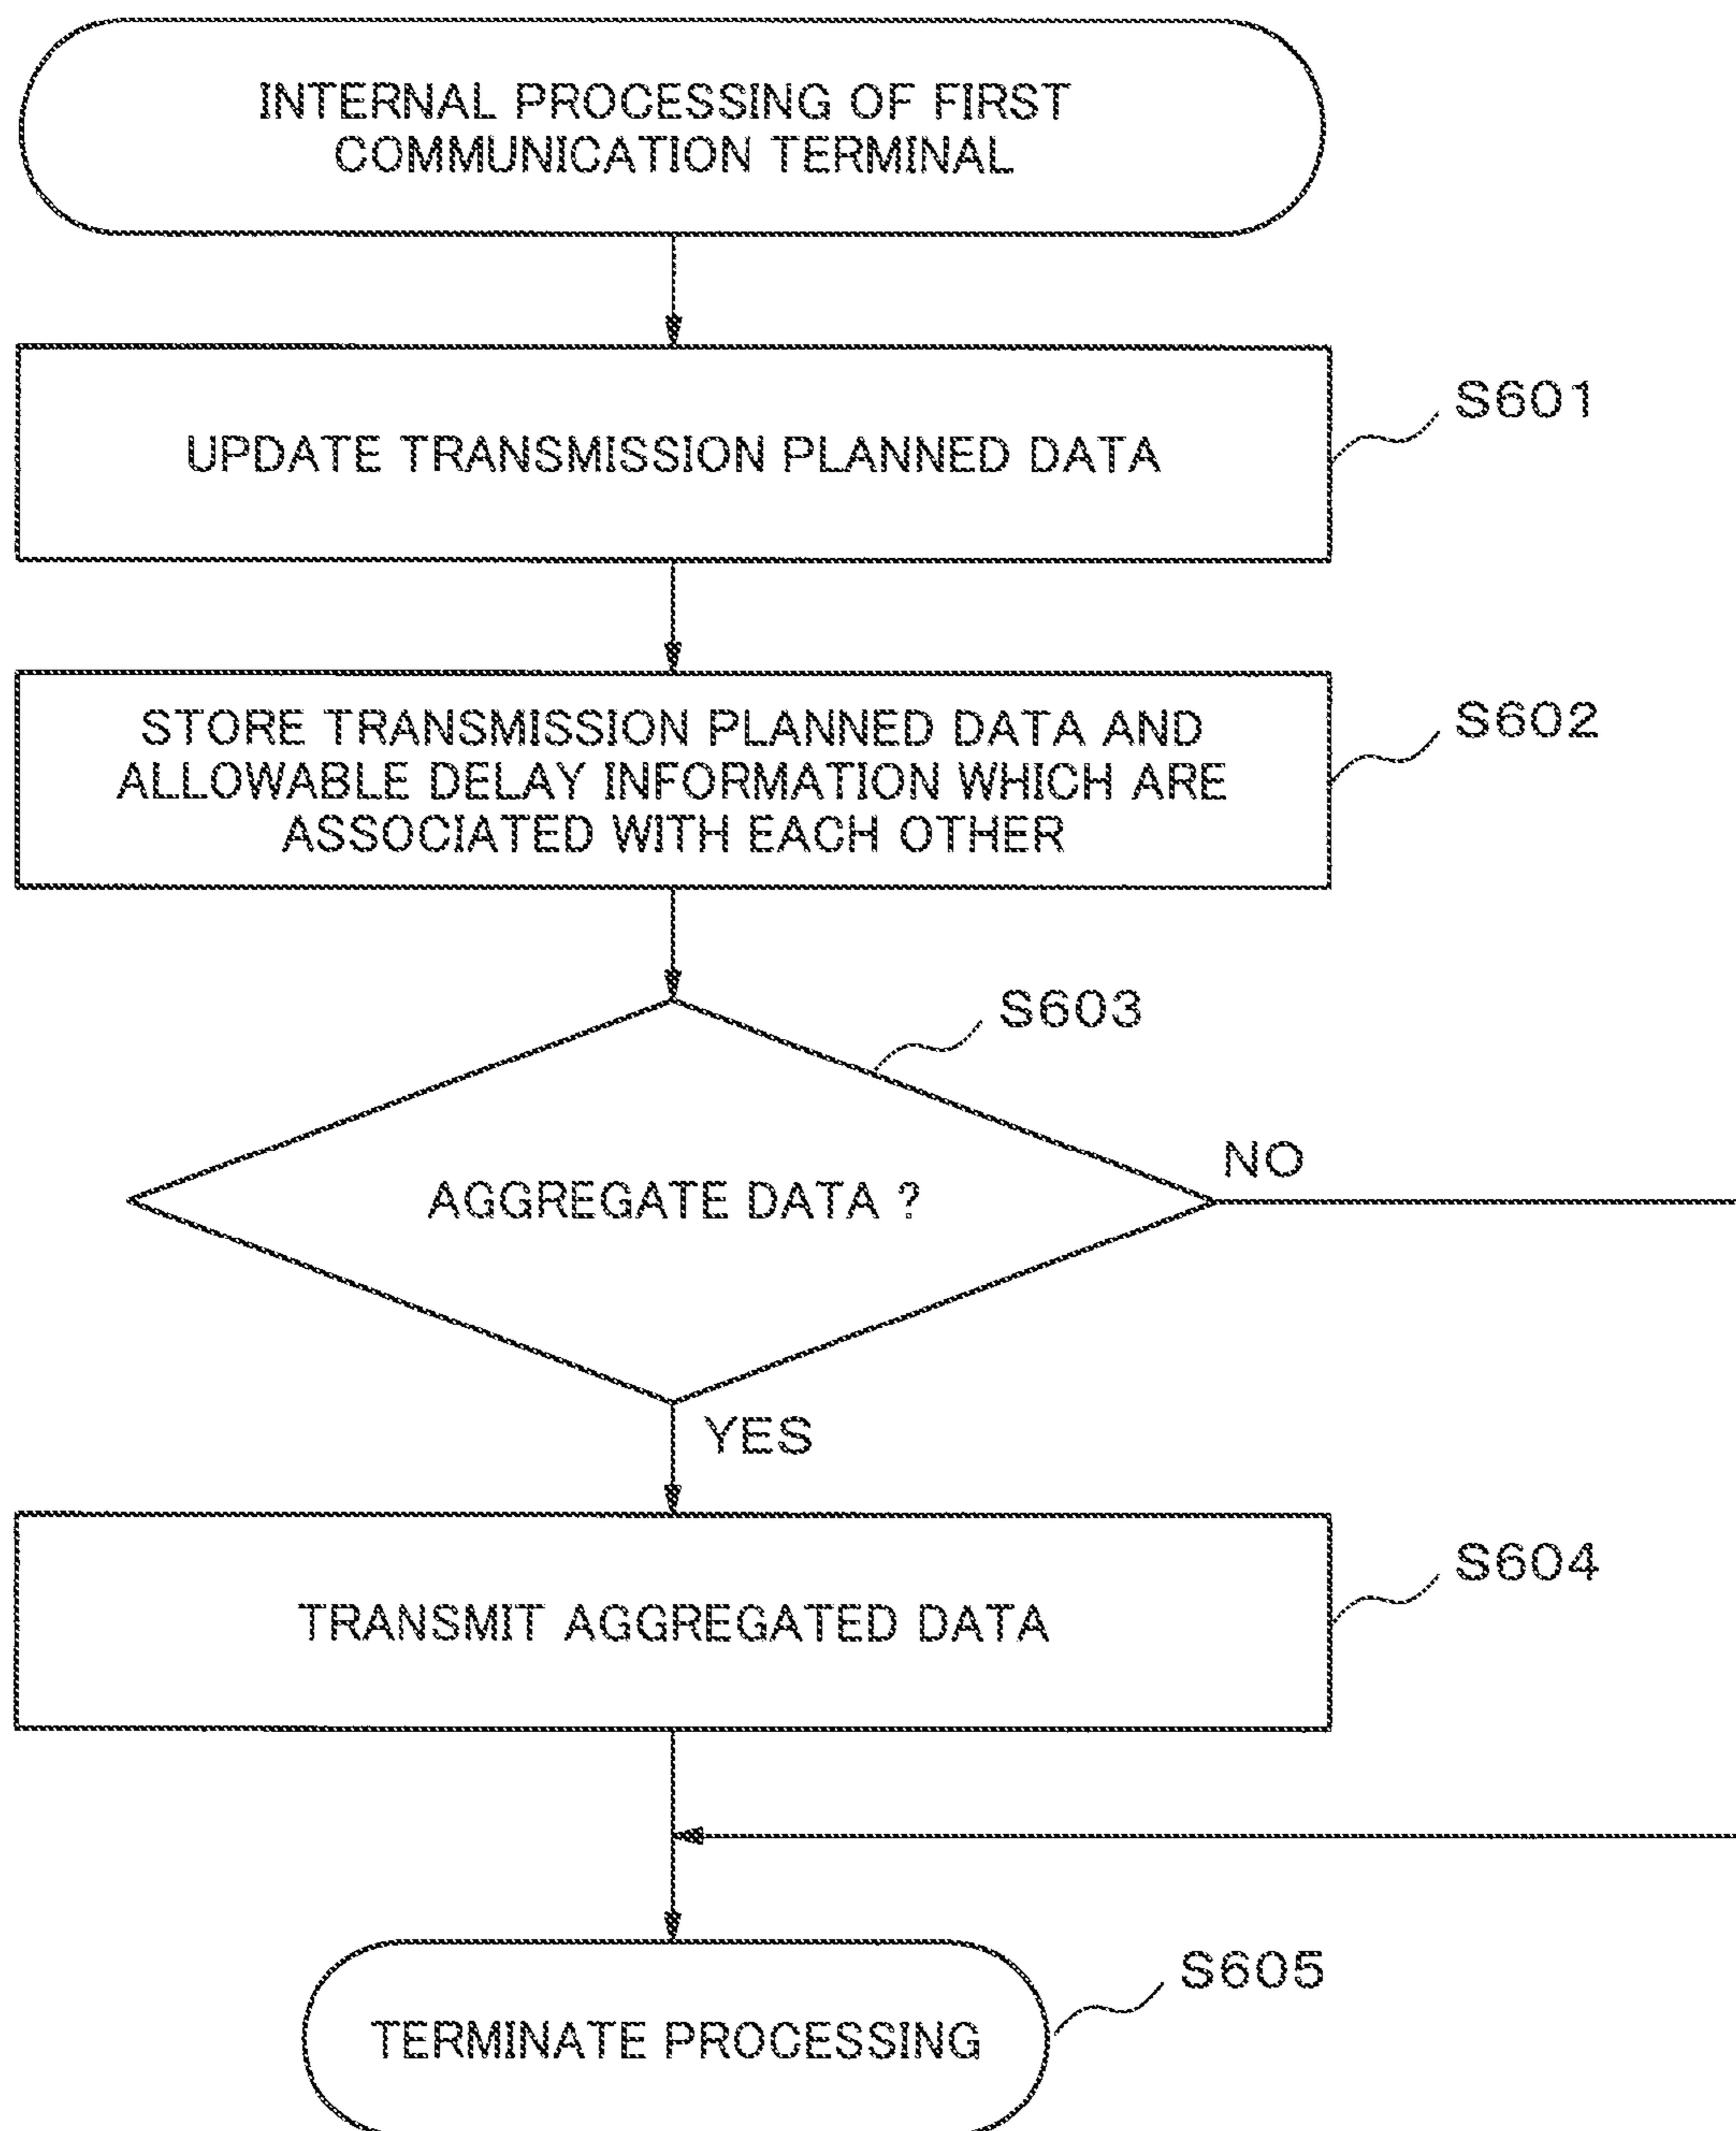 INTERNAL PROCESSING OF FIRST
COMMUNICATION TERMINAL
UPDATE TRANSMISSION PLANNED DATA
S601
STORE TRANSMISSION PLANNED DATA AND
ALLOWABLE DELAY INFORMATION WHICH ARE
ASSOCIATED WITH EACH OTHER
S602
S603
AGGREGATE DATA ?
NO
YES
TRANSMIT AGGREGATED DATA
S604
TERMINATE PROCESSING
S605